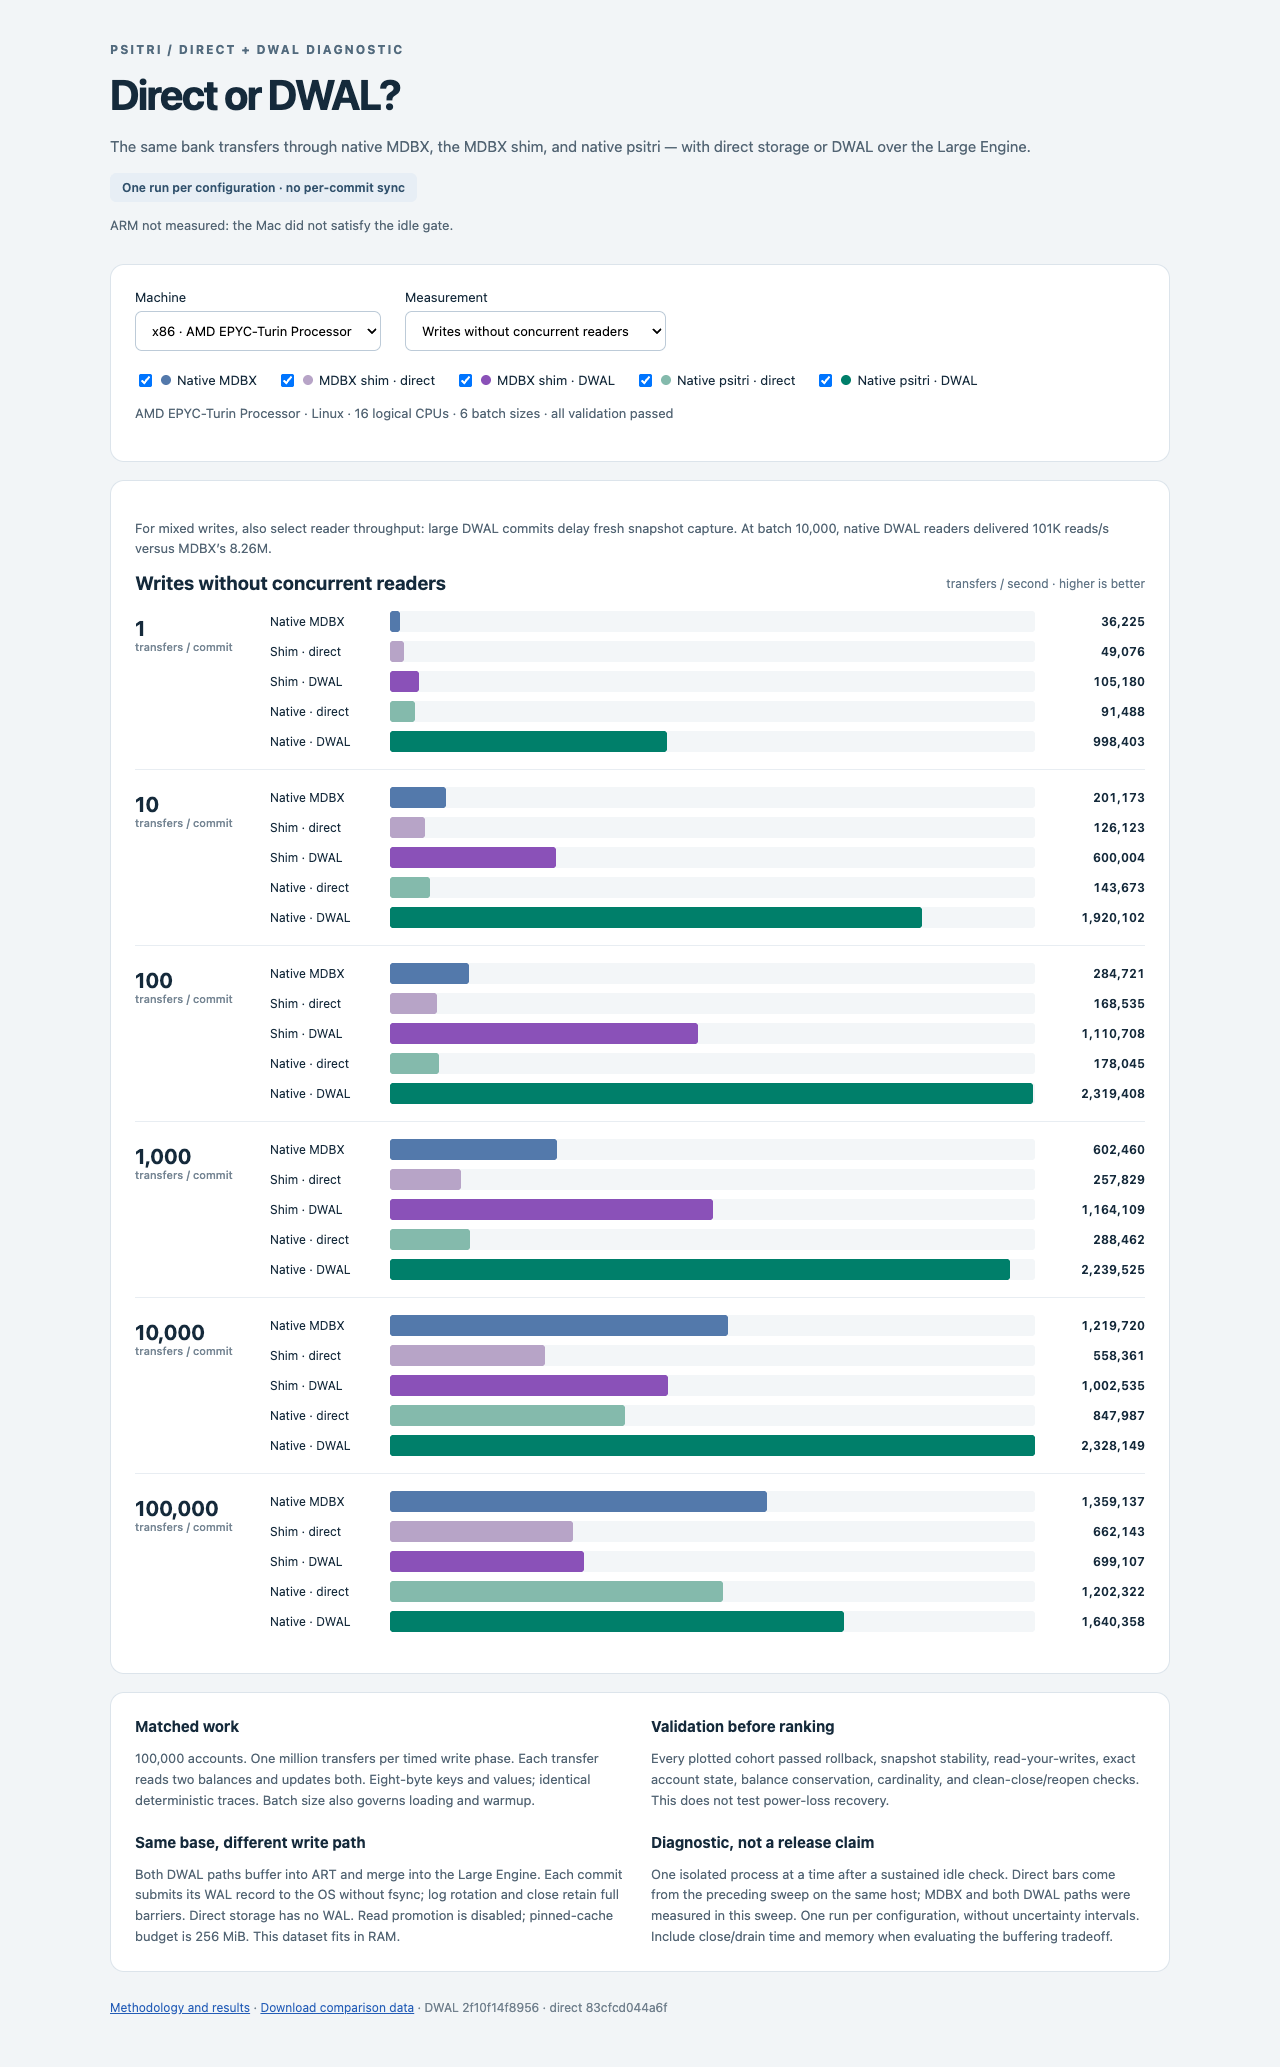 PSITRI / DIRECT + DWAL DIAGNOSTIC
Direct or DWAL?
The same bank transfers through native MDBX, the MDBX shim, and native psitri — with direct storage or DWAL over the Large Engine.
One run per configuration · no per-commit sync
ARM not measured: the Mac did not satisfy the idle gate.
Machine
x86 · AMD EPYC-Turin Processor
Measurement
Writes without concurrent readers
Native MDBX
MDBX shim · direct
MDBX shim · DWAL
Native psitri · direct
Native psitri · DWAL
AMD EPYC-Turin Processor · Linux · 16 logical CPUs · 6 batch sizes · all validation passed
For mixed writes, also select reader throughput: large DWAL commits delay fresh snapshot capture. At batch 10,000, native DWAL readers delivered 101K reads/s
versus MDBX's 8.26M.
Writes without concurrent readers
transfers / second · higher is better
1
transfers / commit
Native MDBX 36,225
Shim · direct 49,076
Shim · DWAL 105,180
Native · direct 91,488
Native · DWAL 998,403
10
transfers / commit
Native MDBX 201,173
Shim · direct 126,123
Shim · DWAL 600,004
Native · direct 143,673
Native · DWAL 1,920,102
100
transfers / commit
Native MDBX 284,721
Shim · direct 168,535
Shim · DWAL 1,110,708
Native · direct 178,045
Native · DWAL 2,319,408
1,000
transfers / commit
Native MDBX 602,460
Shim · direct 257,829
Shim · DWAL 1,164,109
Native · direct 288,462
Native · DWAL 2,239,525
10,000
transfers / commit
Native MDBX 1,219,720
Shim · direct 558,361
Shim · DWAL 1,002,535
Native · direct 847,987
Native · DWAL 2,328,149
100,000
transfers / commit
Native MDBX 1,359,137
Shim · direct 662,143
Shim · DWAL 699,107
Native · direct 1,202,322
Native · DWAL 1,640,358
Matched work
100,000 accounts. One million transfers per timed write phase. Each transfer
reads two balances and updates both. Eight-byte keys and values; identical
deterministic traces. Batch size also governs loading and warmup.
Validation before ranking
Every plotted cohort passed rollback, snapshot stability, read-your-writes, exact
account state, balance conservation, cardinality, and clean-close/reopen checks.
This does not test power-loss recovery.
Same base, different write path
Both DWAL paths buffer into ART and merge into the Large Engine. Each commit
submits its WAL record to the OS without fsync; log rotation and close retain full
barriers. Direct storage has no WAL. Read promotion is disabled; pinned-cache
budget is 256 MiB. This dataset fits in RAM.
Diagnostic, not a release claim
One isolated process at a time after a sustained idle check. Direct bars come
from the preceding sweep on the same host; MDBX and both DWAL paths were
measured in this sweep. One run per configuration, without uncertainty intervals.
Include close/drain time and memory when evaluating the buffering tradeoff.
Methodology and results · Download comparison data · DWAL 2f10f14f8956 · direct 83cfcd044a6f